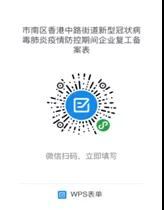 市南区香港中路街道新型冠状病
毒肺炎疫情防控期间企业复工备
案表
微信扫码、立即填写
WPS表单